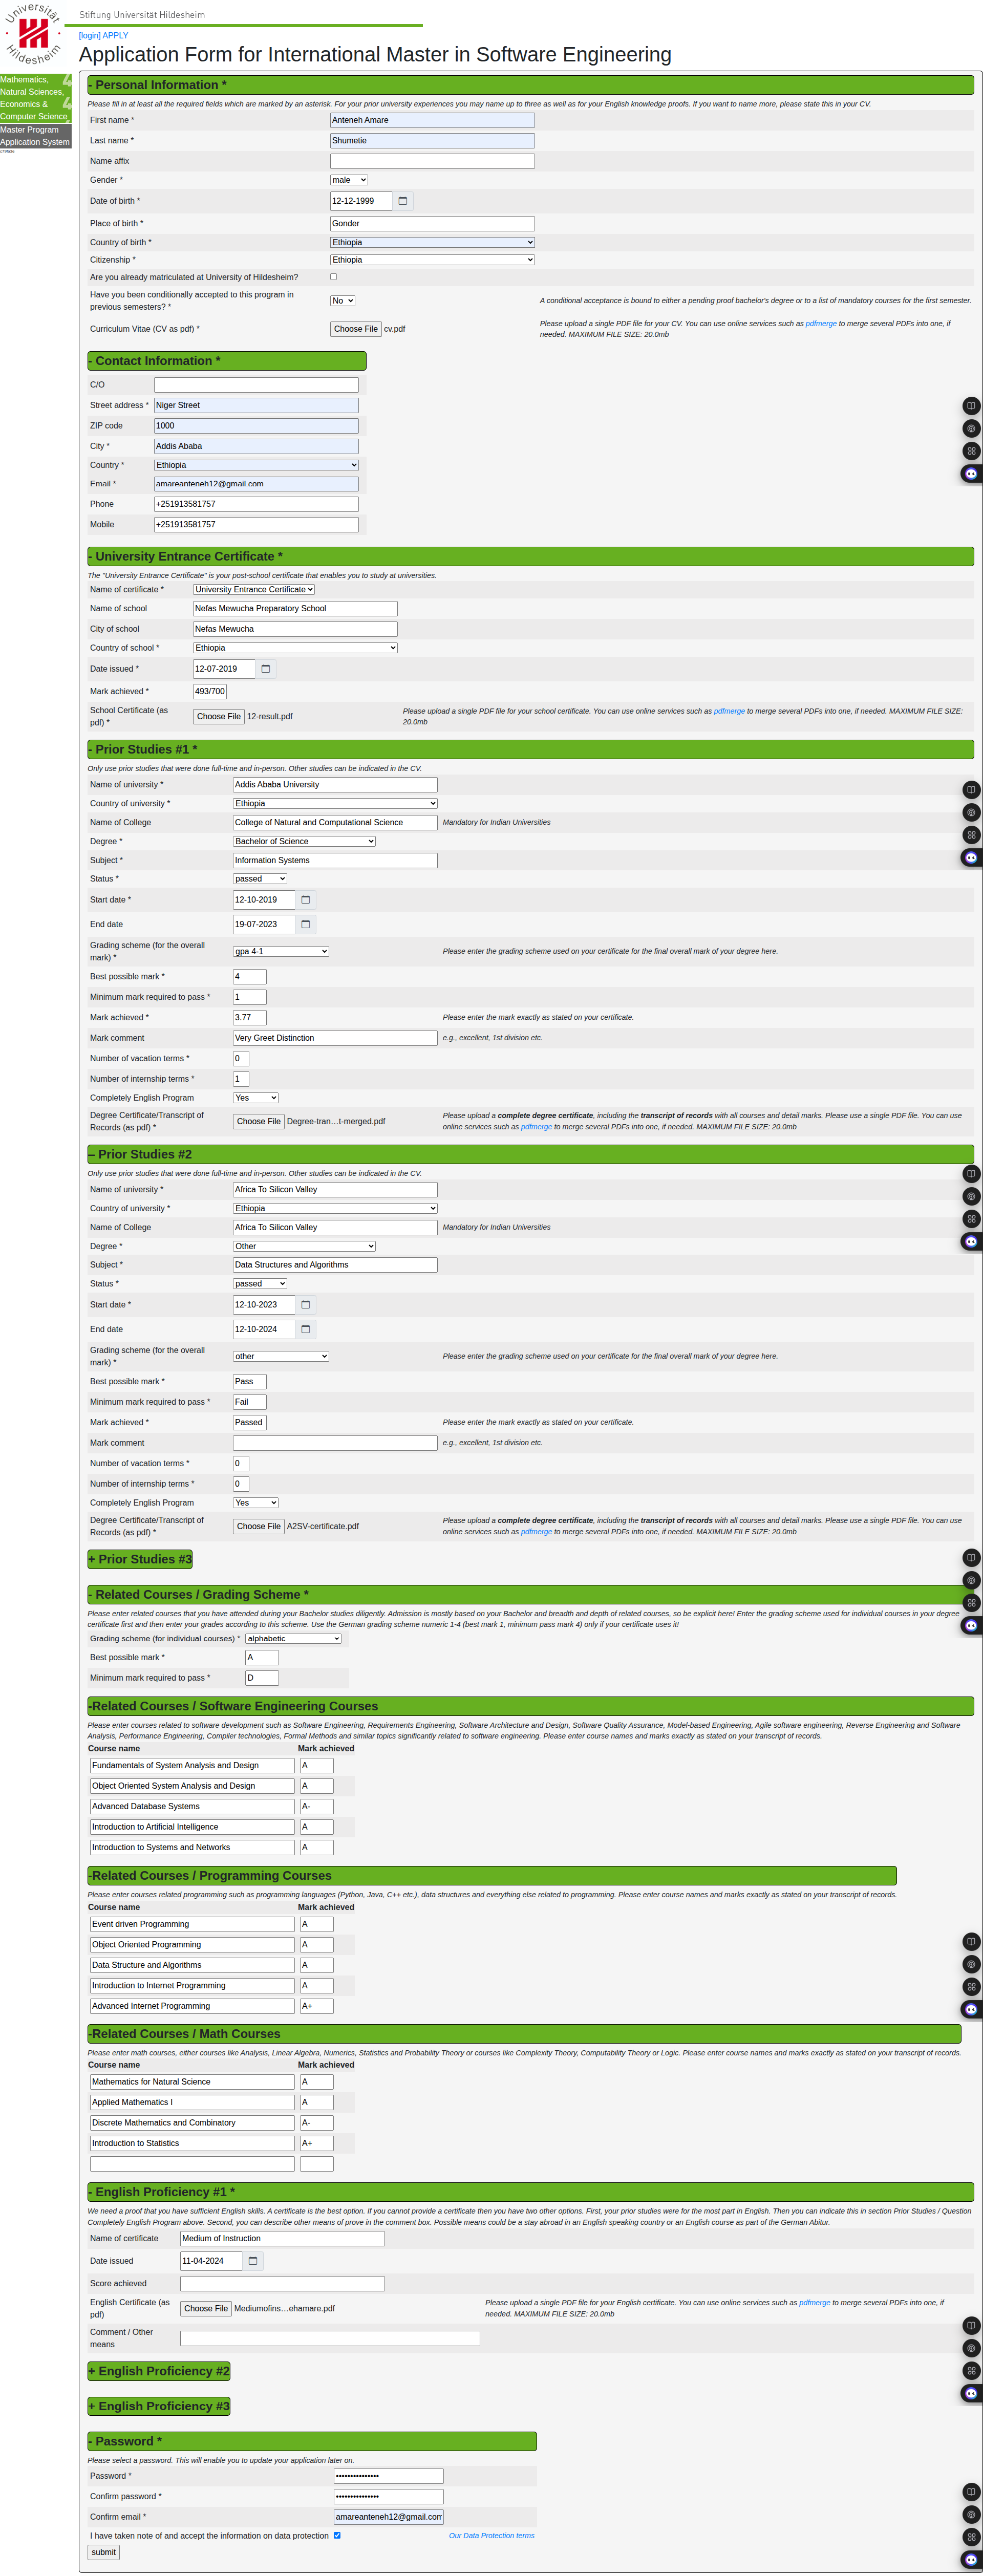 Universität Hildesheim
Stiftung Universität Hildesheim
[login] APPLY
Application Form for International Master in Software Engineering
Mathematics,
Natural Sciences,
Economics &
Computer Science
Master Program
Application System
- Personal Information *
Please fill in at least all the required fields which are marked by an asterisk. For your prior university experiences you may name up to three as well as for your English knowledge proofs. If you want to name more, please state this in your CV.
First name * Anteneh Amare
Last name * Shumetie
Name affix
Gender * male
Date of birth * 12-12-1999
Place of birth * Gonder
Country of birth * Ethiopia
Citizenship * Ethiopia
Are you already matriculated at University of Hildesheim?
Have you been conditionally accepted to this program in
previous semesters? * No A conditional acceptance is bound to either a pending proof bachelor's degree or to a list of mandatory courses for the first semester.
Curriculum Vitae (CV as pdf) * Choose File cv.pdf Please upload a single PDF file for your CV. You can use online services such as pdfmerge to merge several PDFs into one, if
needed. MAXIMUM FILE SIZE: 20.0mb
- Contact Information *
C/O
Street address * Niger Street
ZIP code 1000
City * Addis Ababa
Country * Ethiopia
Email * amareanteneh12@gmail.com
Phone +251913581757
Mobile +251913581757
- University Entrance Certificate *
The "University Entrance Certificate" is your post-school certificate that enables you to study at universities.
Name of certificate * University Entrance Certificate
Name of school Nefas Mewucha Preparatory School
City of school Nefas Mewucha
Country of school * Ethiopia
Date issued * 12-07-2019
Mark achieved * 493/700
School Certificate (as
pdf) * Choose File 12-result.pdf Please upload a single PDF file for your school certificate. You can use online services such as pdfmerge to merge several PDFs into one, if needed. MAXIMUM FILE SIZE:
20.0mb
- Prior Studies #1 *
Only use prior studies that were done full-time and in-person. Other studies can be indicated in the CV.
Name of university * Addis Ababa University
Country of university * Ethiopia
Name of College College of Natural and Computational Science Mandatory for Indian Universities
Degree * Bachelor of Science
Subject * Information Systems
Status * passed
Start date * 12-10-2019
End date 19-07-2023
Grading scheme (for the overall
mark) * gpa 4-1 Please enter the grading scheme used on your certificate for the final overall mark of your degree here.
Best possible mark * 4
Minimum mark required to pass * 1
Mark achieved * 3.77 Please enter the mark exactly as stated on your certificate.
Mark comment Very Greet Distinction e.g., excellent, 1st division etc.
Number of vacation terms * 0
Number of internship terms * 1
Completely English Program Yes
Degree Certificate/Transcript of
Records (as pdf) * Choose File Degree-tran…t-merged.pdf Please upload a complete degree certificate, including the transcript of records with all courses and detail marks. Please use a single PDF file. You can use
online services such as pdfmerge to merge several PDFs into one, if needed. MAXIMUM FILE SIZE: 20.0mb
– Prior Studies #2
Only use prior studies that were done full-time and in-person. Other studies can be indicated in the CV.
Name of university * Africa To Silicon Valley
Country of university * Ethiopia
Name of College Africa To Silicon Valley Mandatory for Indian Universities
Degree * Other
Subject * Data Structures and Algorithms
Status * passed
Start date * 12-10-2023
End date 12-10-2024
Grading scheme (for the overall
mark) * other Please enter the grading scheme used on your certificate for the final overall mark of your degree here.
Best possible mark * Pass
Minimum mark required to pass * Fail
Mark achieved * Passed Please enter the mark exactly as stated on your certificate.
Mark comment e.g., excellent, 1st division etc.
Number of vacation terms * 0
Number of internship terms * 0
Completely English Program Yes
Degree Certificate/Transcript of
Records (as pdf) * Choose File A2SV-certificate.pdf Please upload a complete degree certificate, including the transcript of records with all courses and detail marks. Please use a single PDF file. You can use
online services such as pdfmerge to merge several PDFs into one, if needed. MAXIMUM FILE SIZE: 20.0mb
+ Prior Studies #3
- Related Courses / Grading Scheme *
Please enter related courses that you have attended during your Bachelor studies diligently. Admission is mostly based on your Bachelor and breadth and depth of related courses, so be explicit here! Enter the grading scheme used for individual courses in your degree
certificate first and then enter your grades according to this scheme. Use the German grading scheme numeric 1-4 (best mark 1, minimum pass mark 4) only if your certificate uses it!
Grading scheme (for individual courses) * alphabetic
Best possible mark * A
Minimum mark required to pass * D
-Related Courses / Software Engineering Courses
Please enter courses related to software development such as Software Engineering, Requirements Engineering, Software Architecture and Design, Software Quality Assurance, Model-based Engineering, Agile software engineering, Reverse Engineering and Software
Analysis, Performance Engineering, Compiler technologies, Formal Methods and similar topics significantly related to software engineering. Please enter course names and marks exactly as stated on your transcript of records.
Course name Mark achieved
Fundamentals of System Analysis and Design A
Object Oriented System Analysis and Design A
Advanced Database Systems A-
Introduction to Artificial Intelligence A
Introduction to Systems and Networks A
-Related Courses / Programming Courses
Please enter courses related programming such as programming languages (Python, Java, C++ etc.), data structures and everything else related to programming. Please enter course names and marks exactly as stated on your transcript of records.
Course name Mark achieved
Event driven Programming A
Object Oriented Programming A
Data Structure and Algorithms A
Introduction to Internet Programming A
Advanced Internet Programming A+
-Related Courses / Math Courses
Please enter math courses, either courses like Analysis, Linear Algebra, Numerics, Statistics and Probability Theory or courses like Complexity Theory, Computability Theory or Logic. Please enter course names and marks exactly as stated on your transcript of records.
Course name Mark achieved
Mathematics for Natural Science A
Applied Mathematics I A
Discrete Mathematics and Combinatory A-
Introduction to Statistics A+
- English Proficiency #1 *
We need a proof that you have sufficient English skills. A certificate is the best option. If you cannot provide a certificate then you have two other options. First, your prior studies were for the most part in English. Then you can indicate this in section Prior Studies / Question
Completely English Program above. Second, you can describe other means of prove in the comment box. Possible means could be a stay abroad in an English speaking country or an English course as part of the German Abitur.
Name of certificate Medium of Instruction
Date issued 11-04-2024
Score achieved
English Certificate (as
pdf) Choose File Mediumofins…ehamare.pdf Please upload a single PDF file for your English certificate. You can use online services such as pdfmerge to merge several PDFs into one, if
needed. MAXIMUM FILE SIZE: 20.0mb
Comment / Other
means
+ English Proficiency #2
+ English Proficiency #3
- Password *
Please select a password. This will enable you to update your application later on.
Password * •••••••••••••••
Confirm password * •••••••••••••••
Confirm email * amareanteneh12@gmail.com
I have taken note of and accept the information on data protection Our Data Protection terms
submit